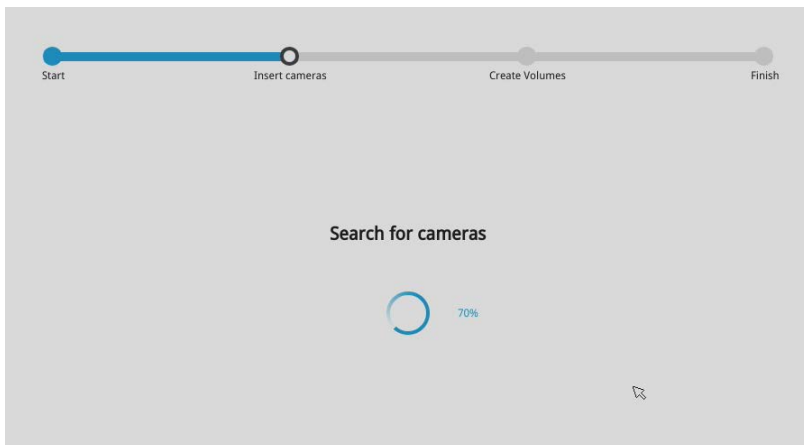 Start
Insert cameras
Create Volumes
Finish
Search for cameras
70%